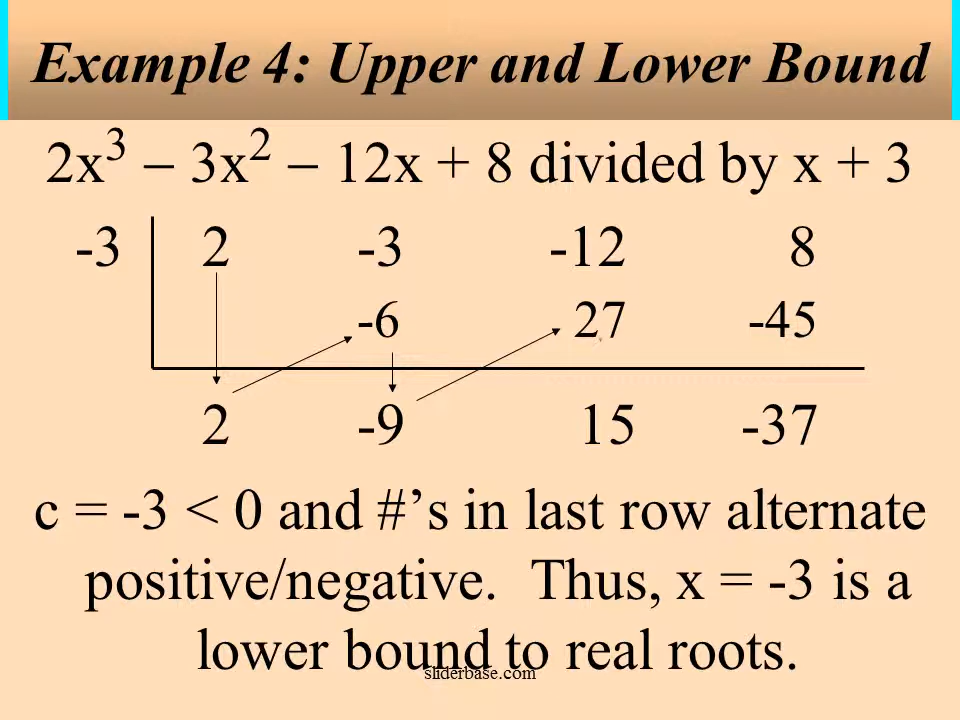 Example 4: Upper and Lower Bound
2x³ − 3x² − 12x + 8 divided by x + 3
-3 2 -3 -12 8
-6 27 -45
2 -9 15 -37
c = -3 < 0 and #’s in last row alternate
positive/negative. Thus, x = -3 is a
lower bound to real roots.
sliderbase.com